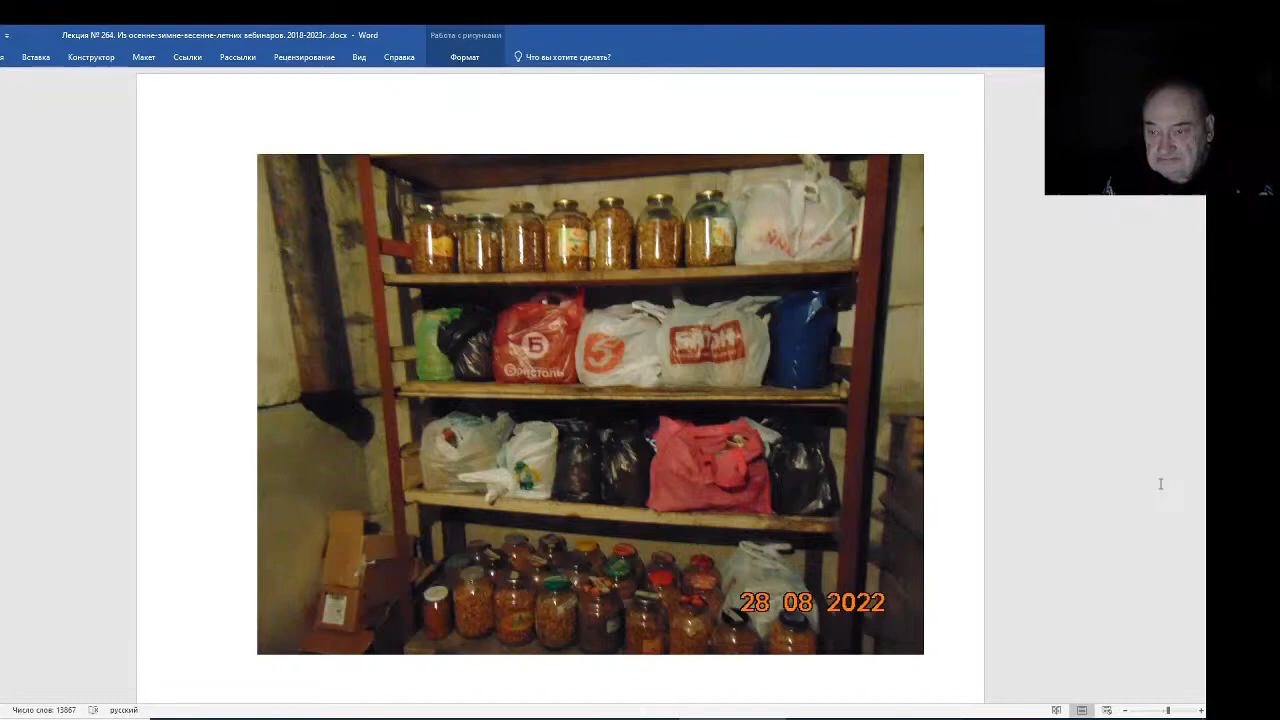 Лекция № 264. Из осенне-зимне-весенне-летних вебинаров. 2018-2023г..docx - Word
Работа с рисунками
я Вставка Конструктор Макет Ссылки Рассылки Рецензирование Вид Справка Формат Что вы хотите сделать?
Б
Бристоль
5
28 08 2022
Число слов: 13867 русский